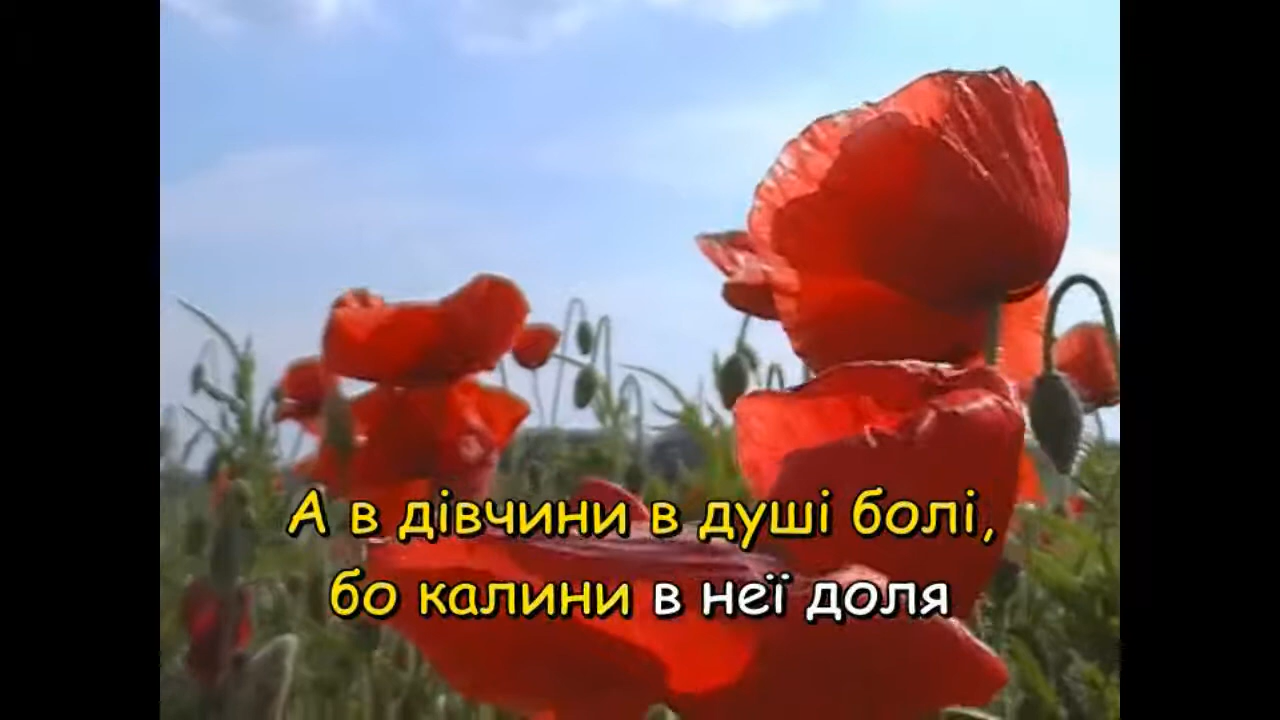 А в дівчини в душі болі,
бо калини в неї доля